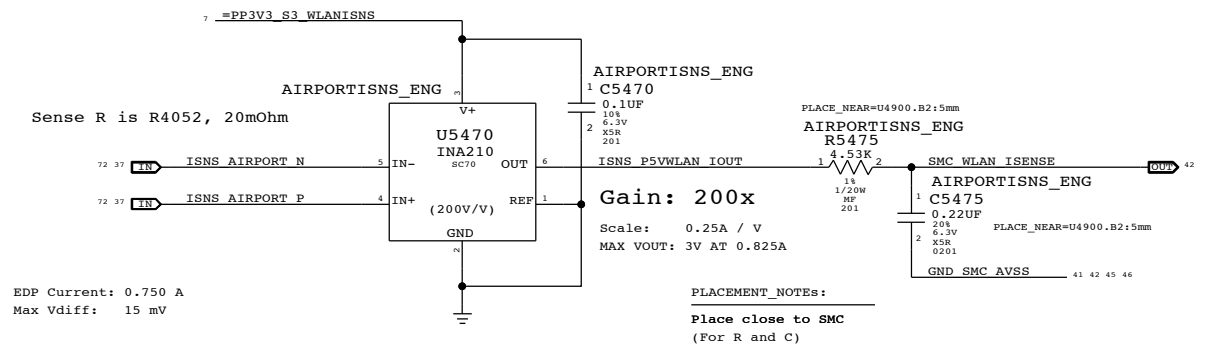 7 =PP3V3_S3_WLANISNS
AIRPORTISNS_ENG
3
V+
Sense R is R4052, 20mOhm
U5470
INA210
SC70
(200V/V)
72 37 IN ISNS_AIRPORT_N 5 IN-
72 37 IN ISNS_AIRPORT_P 4 IN+
OUT 6 ISNS_P5VWLAN_IOUT
REF 1
GND
2
AIRPORTISNS_ENG
1 C5470
0.1UF
10%
6.3V
2 X5R
201
Gain: 200x
Scale: 0.25A / V
MAX VOUT: 3V AT 0.825A
PLACE_NEAR=U4900.B2:5mm
AIRPORTISNS_ENG
R5475
1 4.53K 2
1%
1/20W
MF
201
SMC_WLAN_ISENSE OUT 42
AIRPORTISNS_ENG
1 C5475
0.22UF
20%
6.3V
2 X5R
0201
PLACE_NEAR=U4900.B2:5mm
GND_SMC_AVSS 41 42 45 46
EDP Current: 0.750 A
Max Vdiff: 15 mV
PLACEMENT_NOTEs:
Place close to SMC
(For R and C)